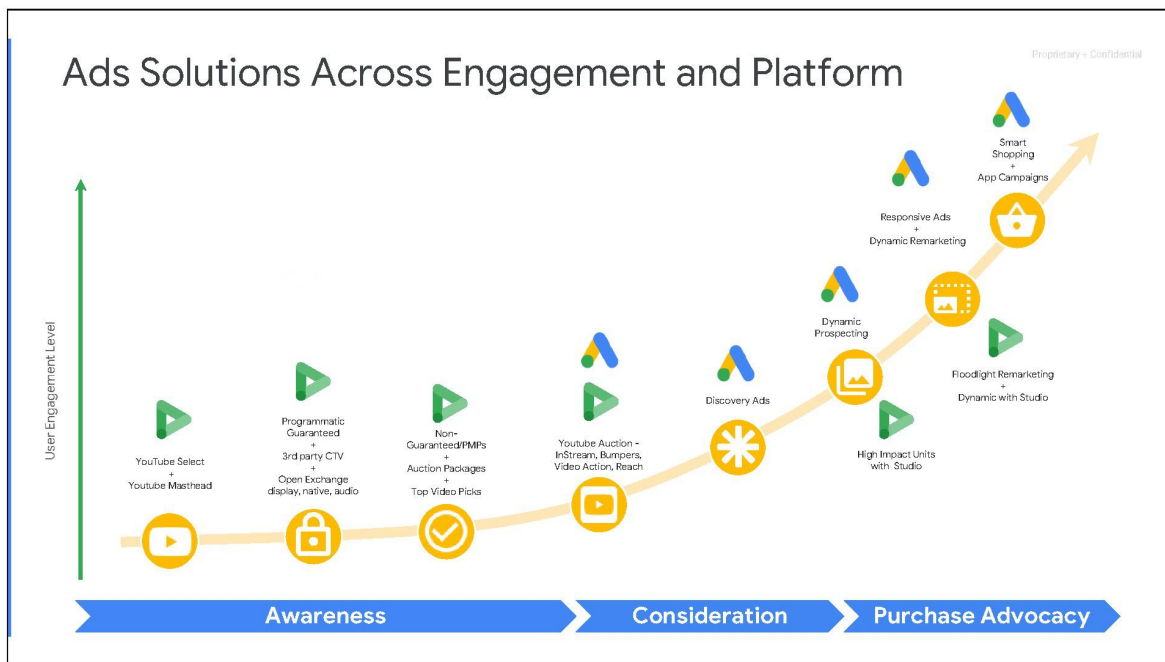 Proprietary + Confidential
Ads Solutions Across Engagement and Platform
User Engagement Level
YouTube Select
+
Youtube Masthead
Programmatic
Guaranteed
+
3rd party CTV
+
Open Exchange
display, native, audio
Non-
Guaranteed/PMPs
+
Auction Packages
+
Top Video Picks
Youtube Auction -
InStream, Bumpers,
Video Action, Reach
Discovery Ads
Dynamic
Prospecting
High Impact Units
with Studio
Responsive Ads
+
Dynamic Remarketing
Floodlight Remarketing
+
Dynamic with Studio
Smart
Shopping
+
App Campaigns
Awareness
Consideration
Purchase Advocacy